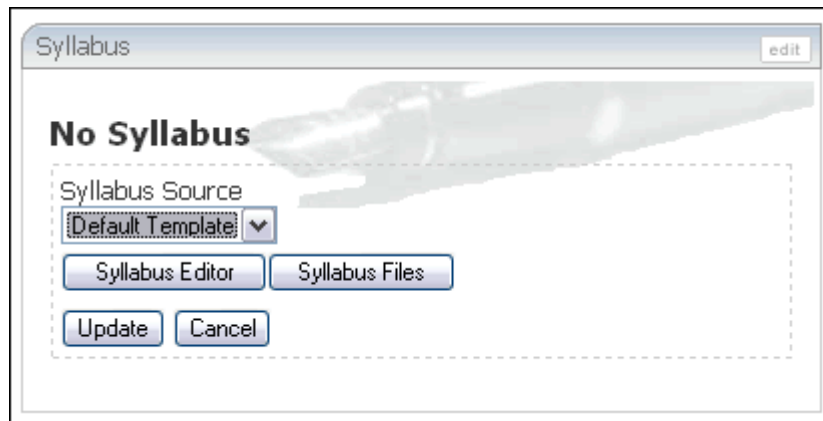 Syllabus edit
No Syllabus
Syllabus Source
Default Template
Syllabus Editor Syllabus Files
Update Cancel